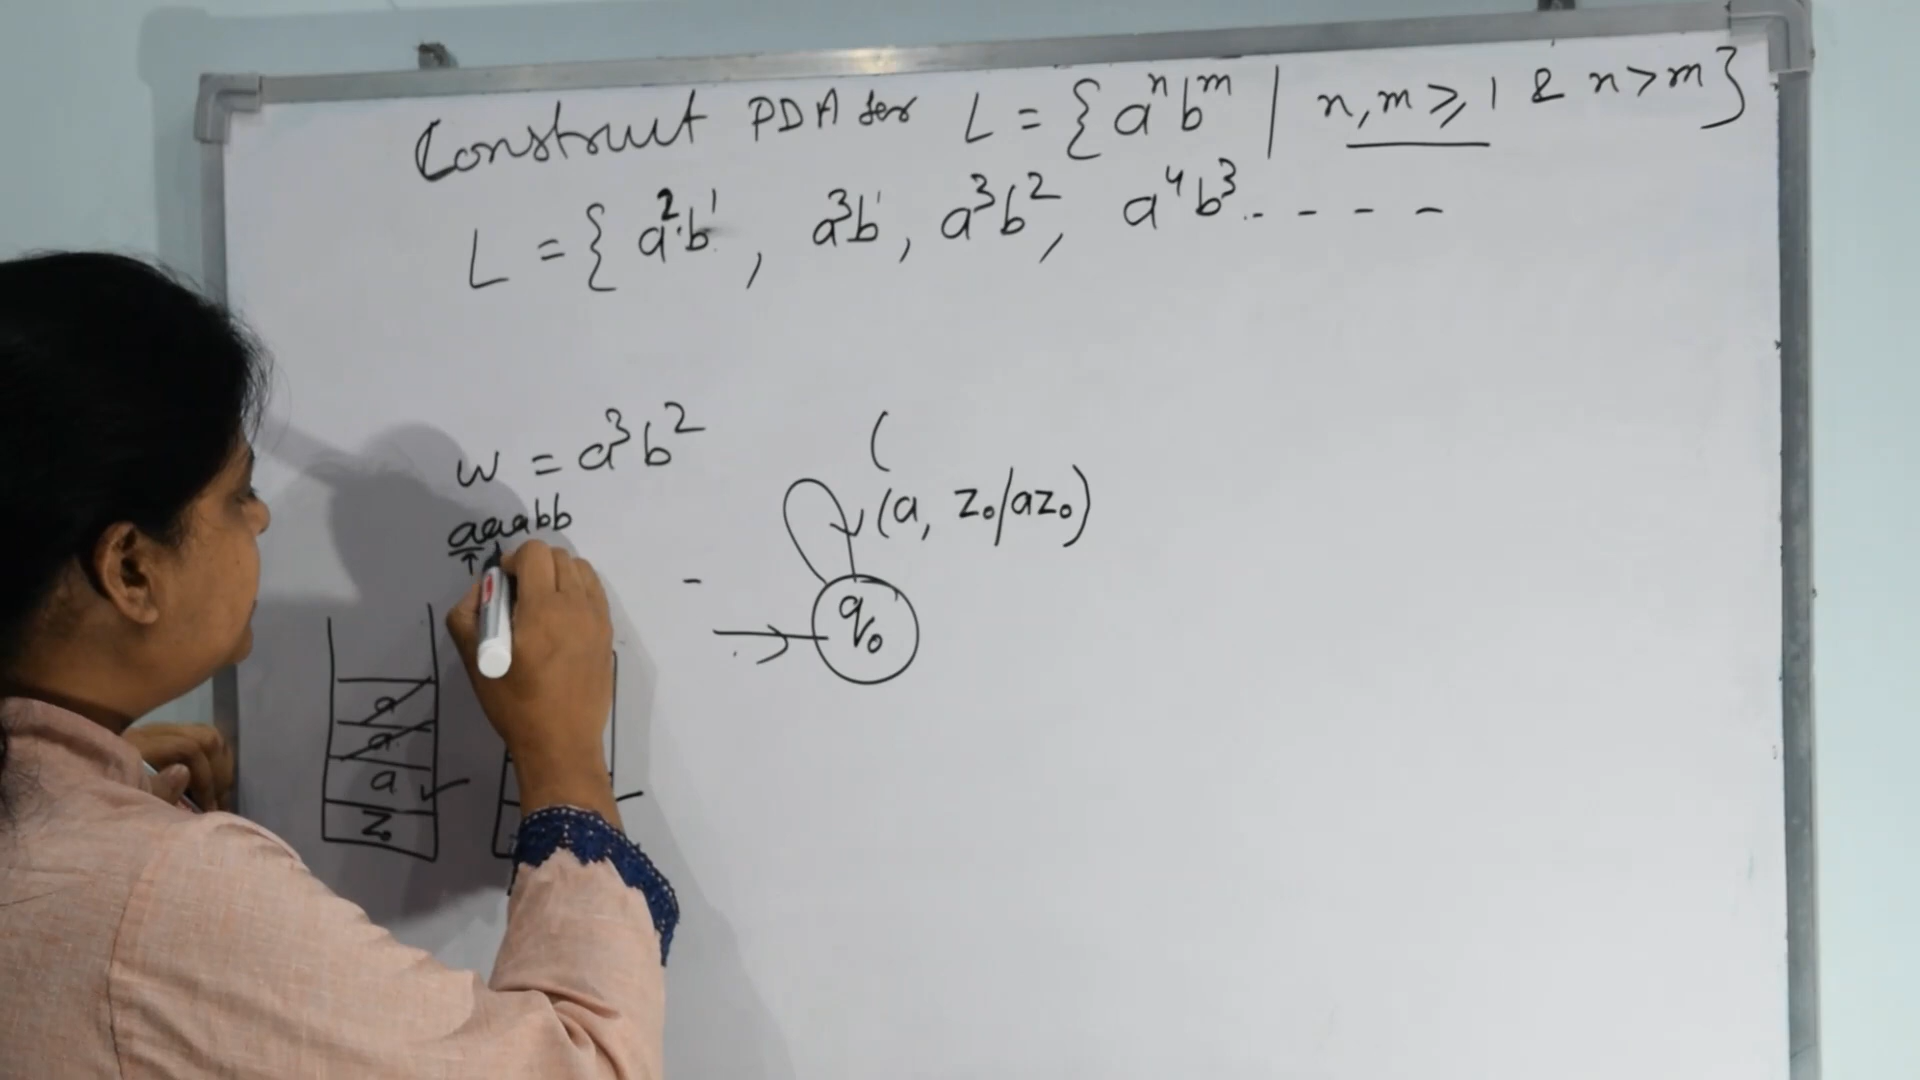 Construct PDA for L = {aⁿbᵐ | n,m ≥ 1 & n > m}
L = { a²b¹ , a³b¹ , a³b² , a⁴b³ - - - -
w = a³b²
(
aaabb
(a, z₀/az₀)
q₀
a
a
a
Z₀